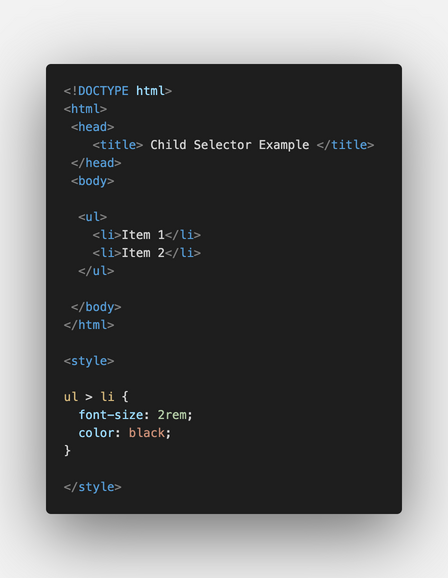 <!DOCTYPE html>
<html>
<head>
<title> Child Selector Example </title>
</head>
<body>
<ul>
<li>Item 1</li>
<li>Item 2</li>
</ul>
</body>
</html>
<style>
ul > li {
font-size: 2rem;
color: black;
}
</style>